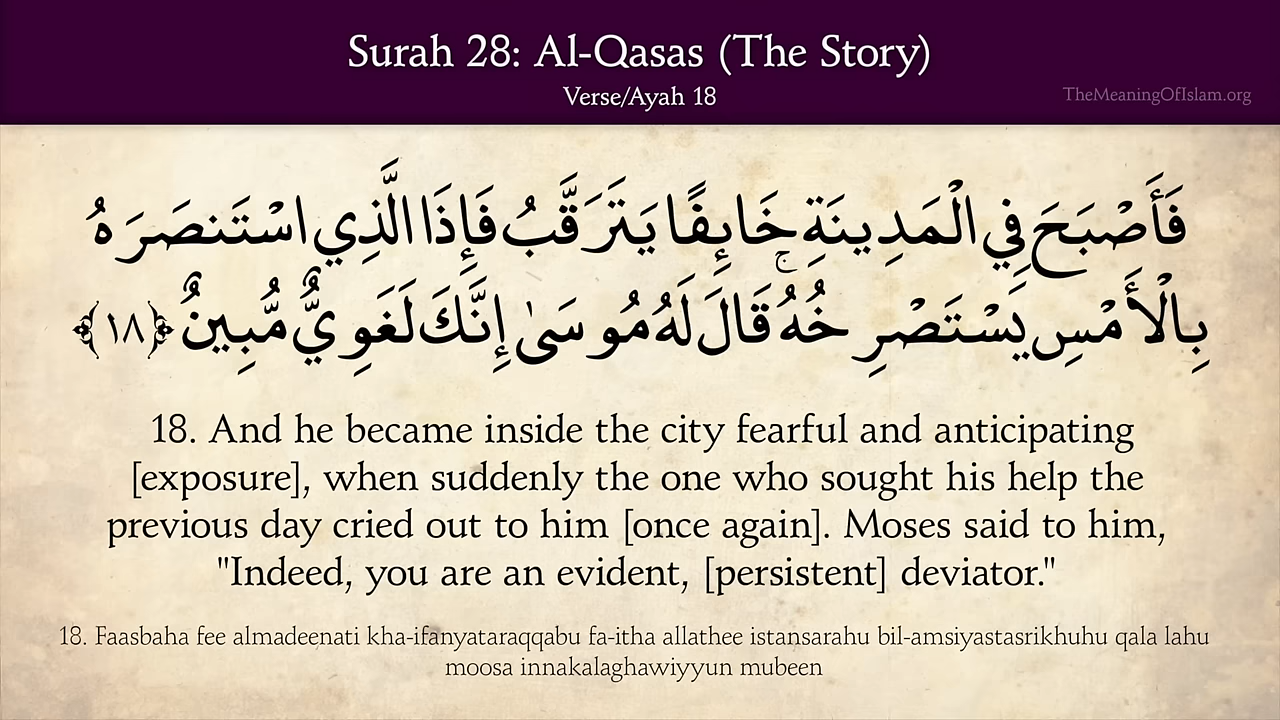 Surah 28: Al-Qasas (The Story)
Verse/Ayah 18
TheMeaningOfIslam.org
فَأَصْبَحَ فِي الْمَدِينَةِ خَايِفًا يَتَرَقَّبُ فَإِذَا الَّذِي اسْتَنصَرَهُ
بِالْأَمْسِ يَسْتَصْرِخُهُ ۚ قَالَ لَهُ مُوسَىٰ إِنَّكَ لَغَوِيٌّ مُّبِينٌ ﴿١٨﴾
18. And he became inside the city fearful and anticipating
[exposure], when suddenly the one who sought his help the
previous day cried out to him [once again]. Moses said to him,
"Indeed, you are an evident, [persistent] deviator."
18. Faasbaha fee almadeenati kha-ifanyataraqqabu fa-itha allathee istansarahu bil-amsiyastasrikhuhu qala lahu
moosa innakalaghawiyyun mubeen